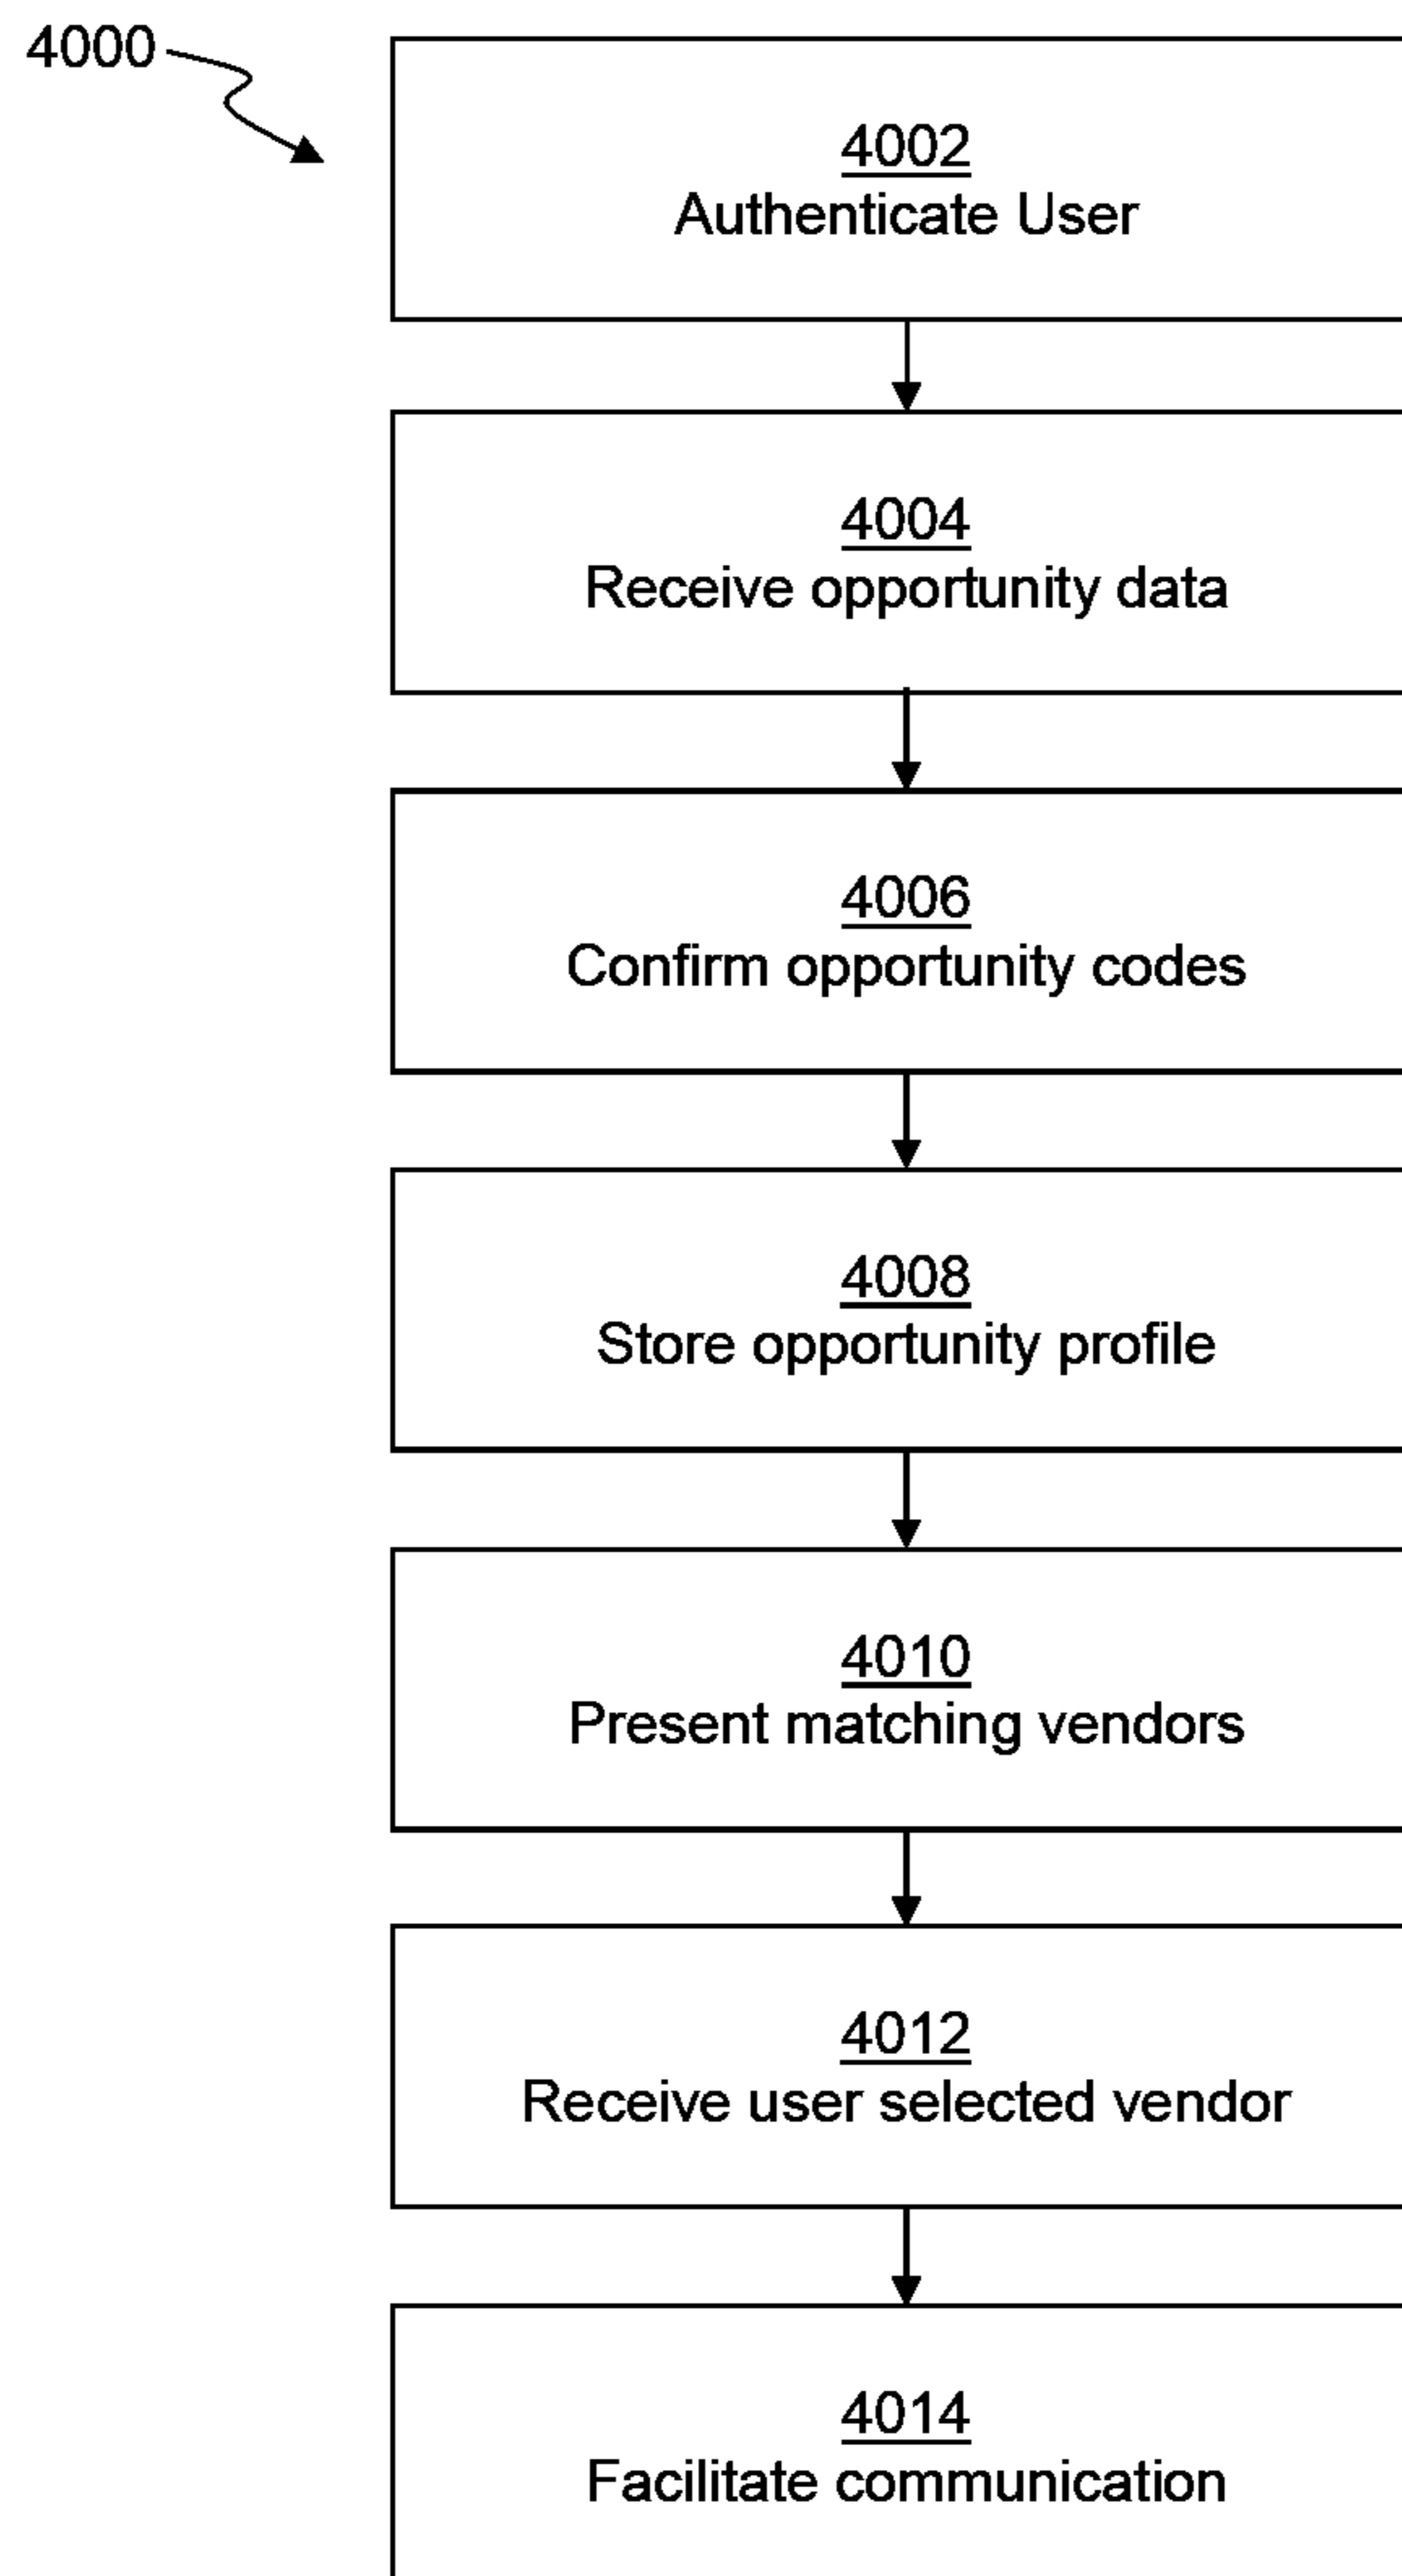 4000
4002
Authenticate User
4004
Receive opportunity data
4006
Confirm opportunity codes
4008
Store opportunity profile
4010
Present matching vendors
4012
Receive user selected vendor
4014
Facilitate communication